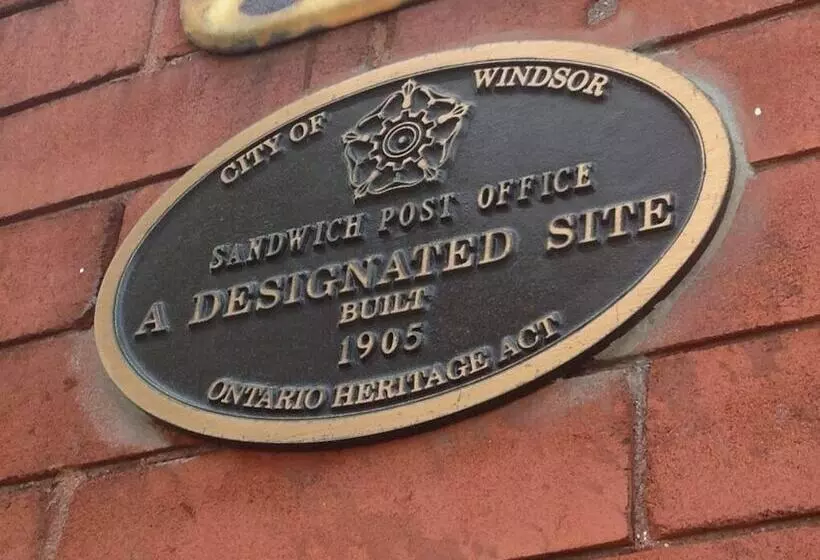 CITY OF WINDSOR
SANDWICH POST OFFICE
A DESIGNATED SITE
BUILT
1905
ONTARIO HERITAGE ACT